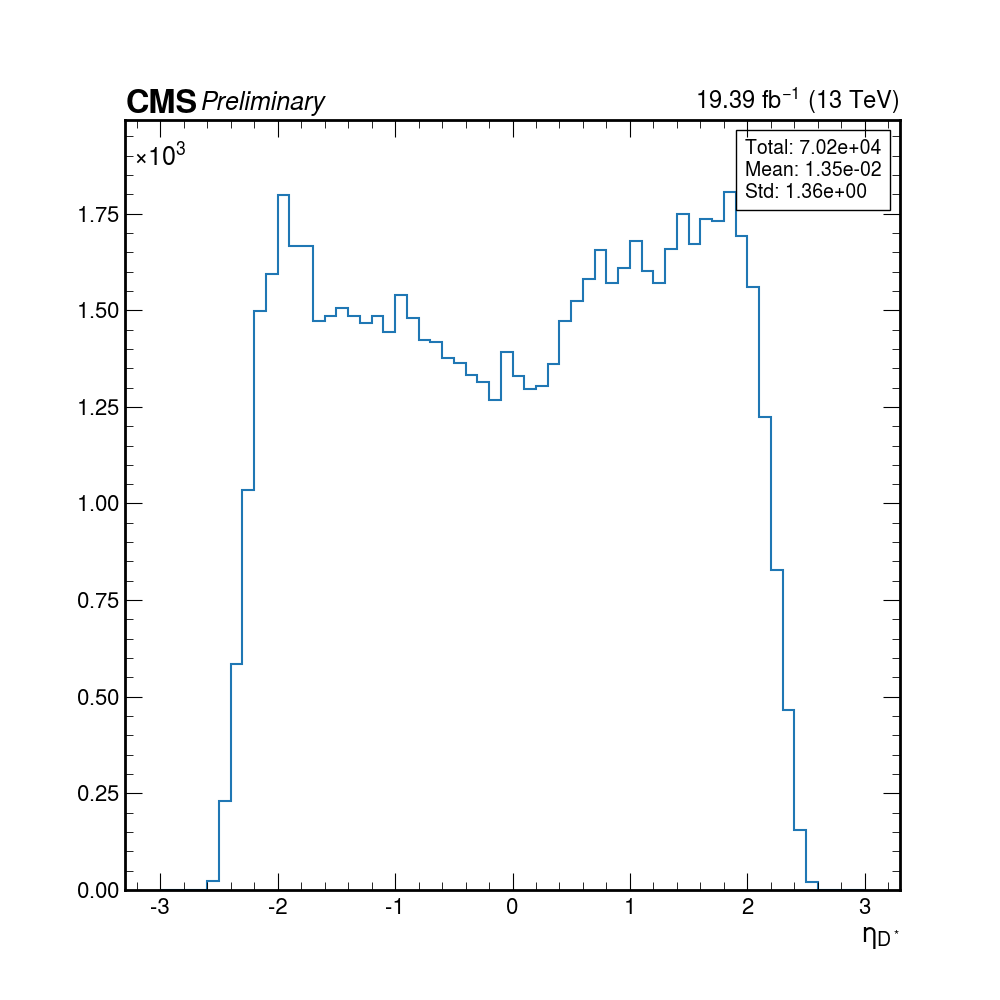 CMS Preliminary 19.39 fb⁻¹ (13 TeV)
×10³
Total: 7.02e+04
Mean: 1.35e-02
Std: 1.36e+00
1.75
1.50
1.25
1.00
0.75
0.50
0.25
0.00
-3 -2 -1 0 1 2 3
η_D*